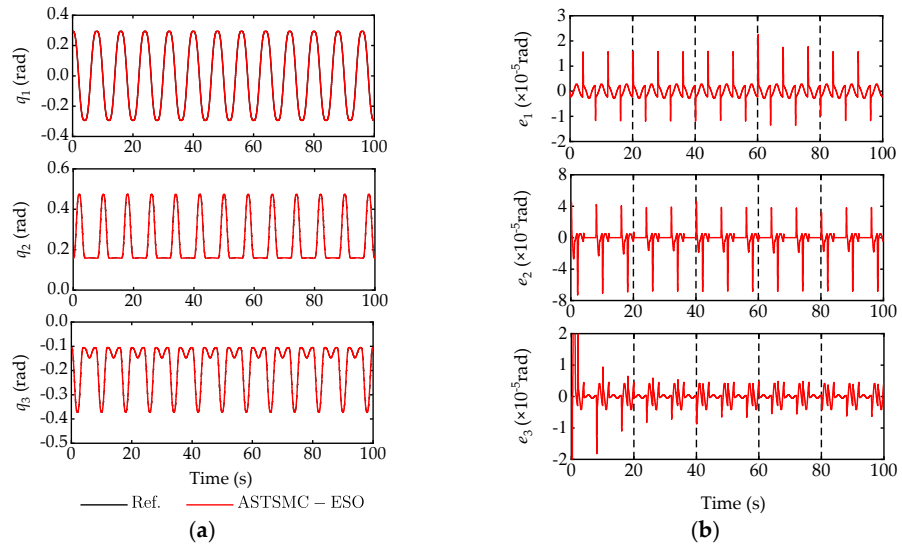 0.4
0.2
0.0
-0.2
-0.4
q1 (rad)
0 20 40 60 80 100
0.6
0.4
0.2
0.0
q2 (rad)
0 20 40 60 80 100
0.0
-0.1
-0.2
-0.3
-0.4
-0.5
q3 (rad)
0 20 40 60 80 100
Time (s)
Ref. ASTSMC − ESO
(a)
3
2
1
0
-1
-2
e1 (×10-5rad)
0 20 40 60 80 100
8
4
0
-4
-8
e2 (×10-5rad)
0 20 40 60 80 100
2
1
0
-1
-2
e3 (×10-5rad)
0 20 40 60 80 100
Time (s)
(b)